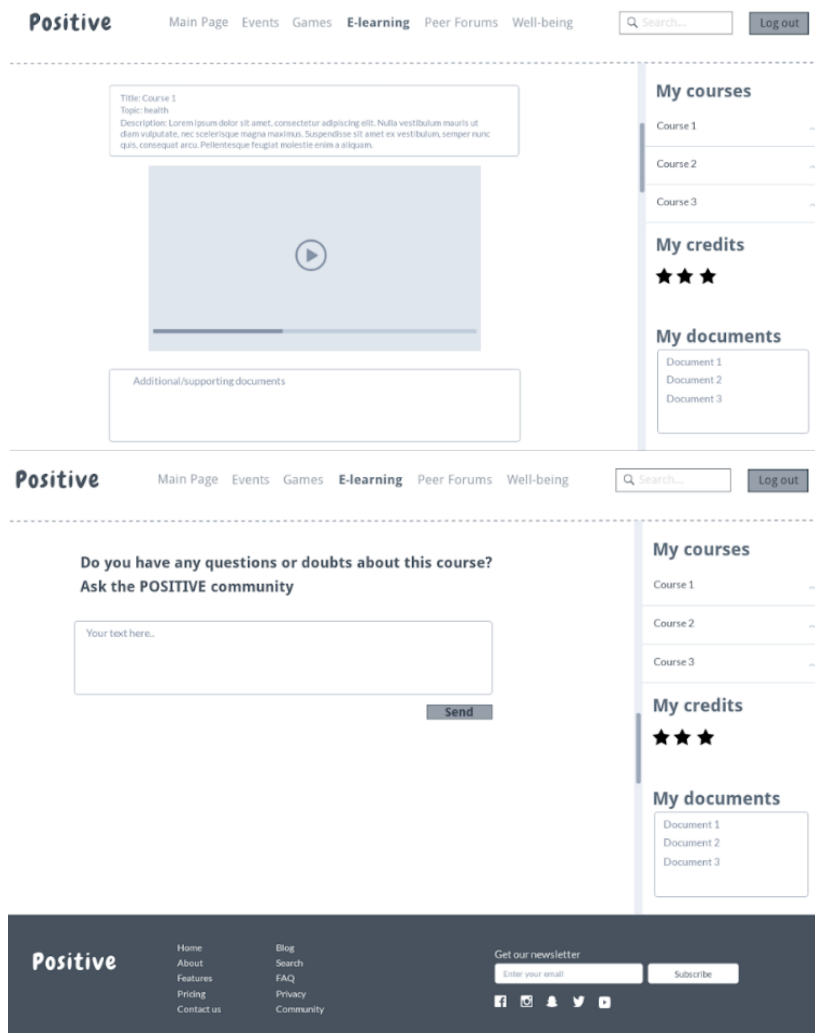 Positive
Main Page Events Games E-learning Peer Forums Well-being
Search...
Log out
Title: Course 1
Topic: health
Description: Lorem ipsum dolor sit amet, consectetur adipiscing elit. Nulla vestibulum mauris ut
diam vulputate, nec scelerisque magna maximus. Suspendisse sit amet ex vestibulum, semper nunc
quis, consequat arcu. Pellentesque feugiat molestie enim a aliquam.
Additional/supporting documents
My courses
Course 1
Course 2
Course 3
My credits
My documents
Document 1
Document 2
Document 3
Positive
Main Page Events Games E-learning Peer Forums Well-being
Search...
Log out
Do you have any questions or doubts about this course?
Ask the POSITIVE community
Your text here..
Send
My courses
Course 1
Course 2
Course 3
My credits
My documents
Document 1
Document 2
Document 3
Positive
Home
About
Features
Pricing
Contact us
Blog
Search
FAQ
Privacy
Community
Get our newsletter
Enter your email
Subscribe